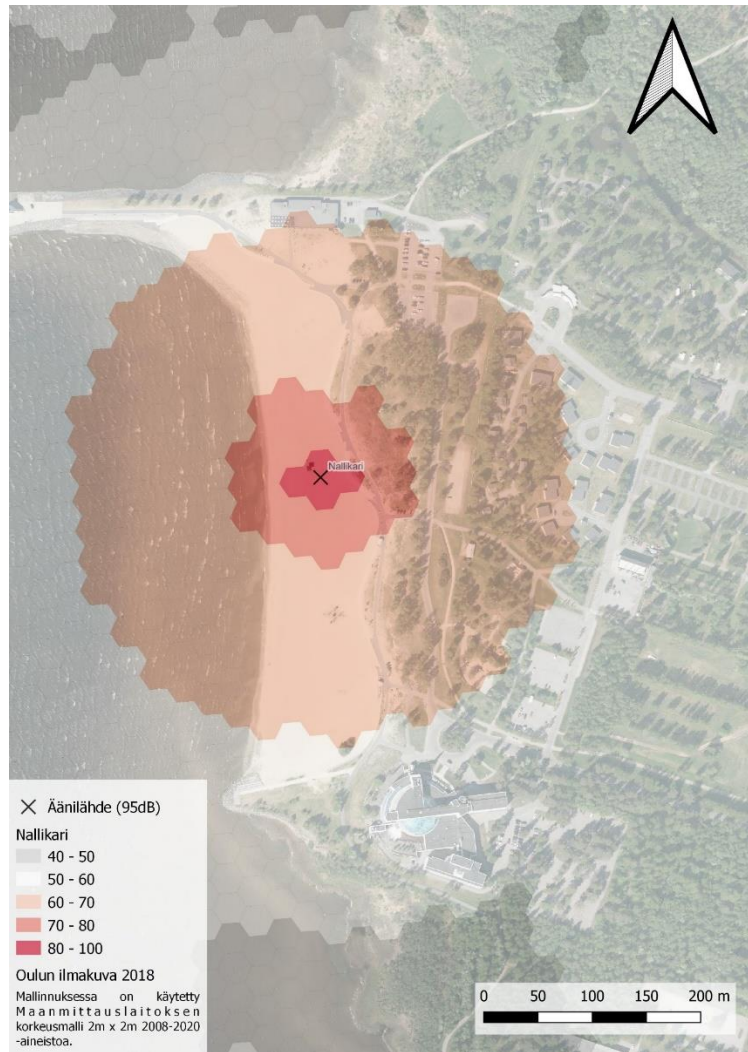 Nallikari
Äänilähde (95dB)
Nallikari
40 - 50
50 - 60
60 - 70
70 - 80
80 - 100
Oulun ilmakuva 2018
Mallinnuksessa on käytetty
Maanmittauslaitoksen
korkeusmalli 2m x 2m 2008-2020
-aineistoa.
0 50 100 150 200 m